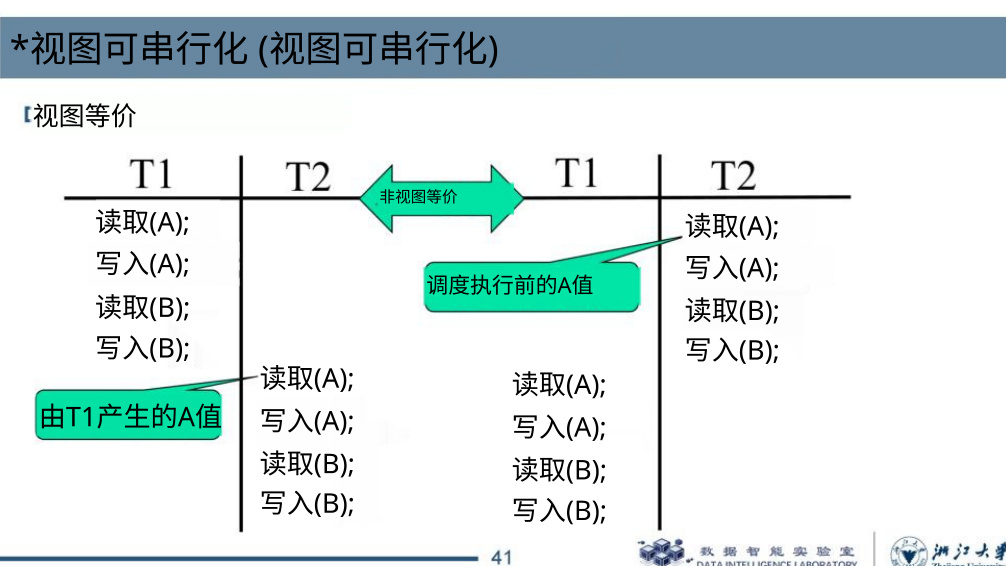 *视图可串行化 (视图可串行化)
视图等价
T1
T2
非视图等价
T1
T2
读取(A);
写入(A);
读取(B);
写入(B);
由T1产生的A值
读取(A);
写入(A);
读取(B);
写入(B);
调度执行前的A值
读取(A);
写入(A);
读取(B);
写入(B);
读取(A);
写入(A);
读取(B);
写入(B);
41
数据智能实验室
DATA INTELLIGENCE LABORATORY
浙江大学